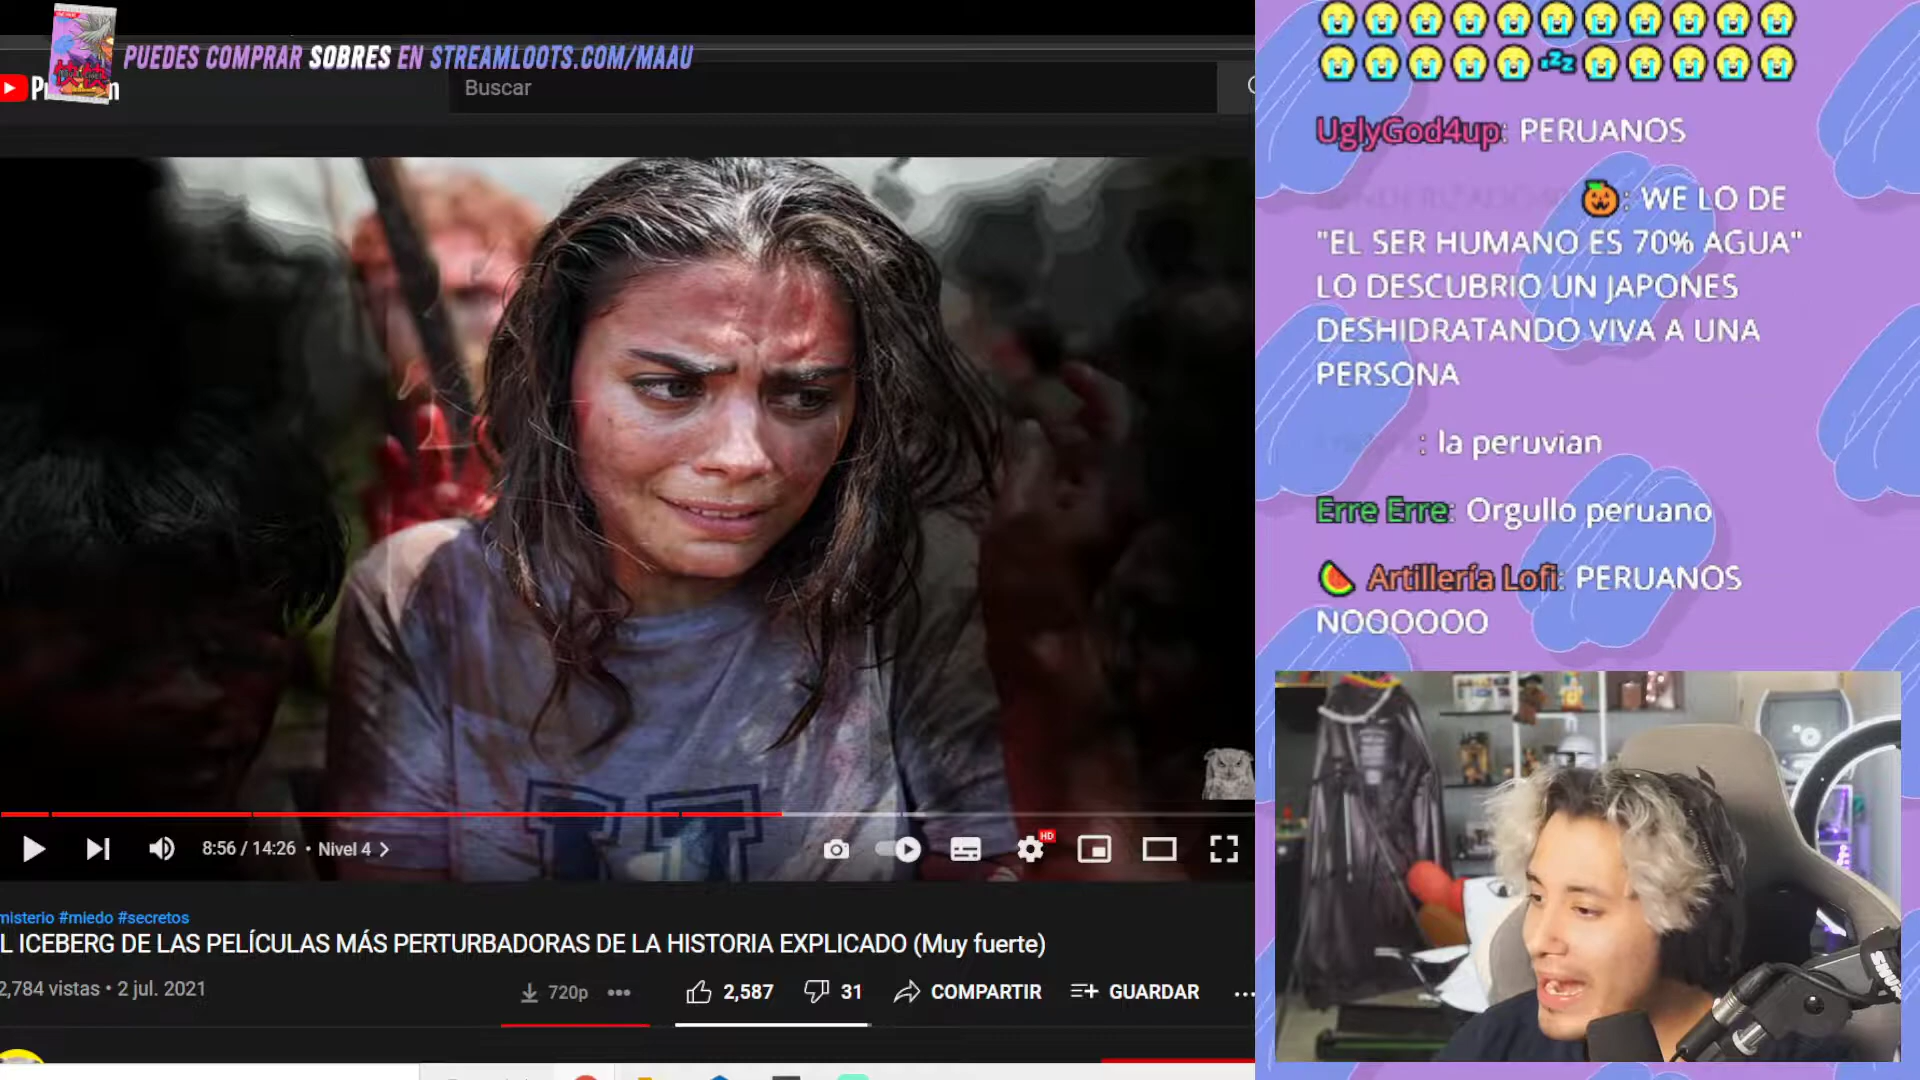 PUEDES COMPRAR SOBRES EN STREAMLOOTS.COM/MAAU
Buscar
8:56 / 14:26 • Nivel 4
HD
misterio #miedo #secretos
L ICEBERG DE LAS PELÍCULAS MÁS PERTURBADORAS DE LA HISTORIA EXPLICADO (Muy fuerte)
2,784 vistas • 2 jul. 2021
720p
2,587
31
COMPARTIR
GUARDAR
zZZ
UglyGod4up: PERUANOS
: WE LO DE
"EL SER HUMANO ES 70% AGUA"
LO DESCUBRIO UN JAPONES
DESHIDRATANDO VIVA A UNA
PERSONA
: la peruvian
Erre Erre: Orgullo peruano
Artillería Lofi: PERUANOS
NOOOOOO